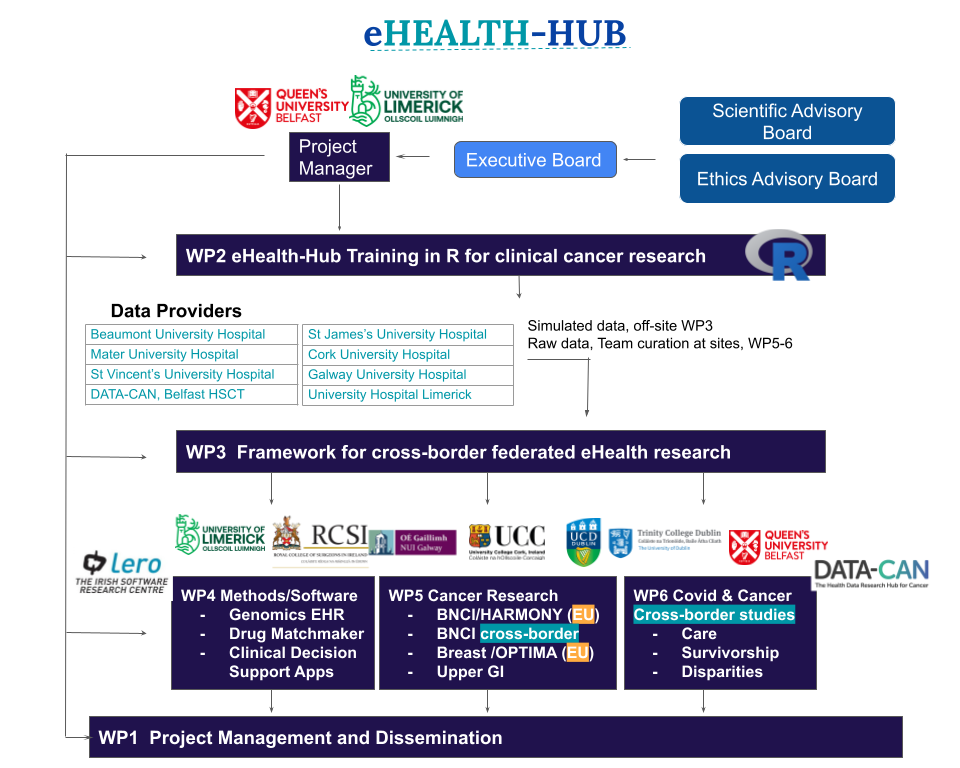 eHEALTH-HUB
QUEEN'S
UNIVERSITY
BELFAST
UNIVERSITY OF
LIMERICK
OLLSCOIL LUIMNIGH
Scientific Advisory
Board
Project
Manager
Executive Board
Ethics Advisory Board
WP2 eHealth-Hub Training in R for clinical cancer research
R
Data Providers
Beaumont University Hospital
St James's University Hospital
Mater University Hospital
Cork University Hospital
St Vincent's University Hospital
Galway University Hospital
DATA-CAN, Belfast HSCT
University Hospital Limerick
Simulated data, off-site WP3
Raw data, Team curation at sites, WP5-6
WP3 Framework for cross-border federated eHealth research
UNIVERSITY OF
LIMERICK
OLLSCOIL LUIMNIGH
RCSI
ROYAL COLLEGE OF SURGEONS IN IRELAND
OÉ Gaillimh
NUI Galway
UCC
University College Cork, Ireland
Coláiste na hOllscoile Corcaigh
UCD
DUBLIN
Trinity College Dublin
Coláiste na Tríonóide, Baile Átha Cliath
The University of Dublin
QUEEN'S
UNIVERSITY
BELFAST
Lero
THE IRISH SOFTWARE
RESEARCH CENTRE
DATA-CAN
The Health Data Research Hub for Cancer
WP4 Methods/Software
- Genomics EHR
- Drug Matchmaker
- Clinical Decision
Support Apps
WP5 Cancer Research
- BNCI/HARMONY (EU)
- BNCI cross-border
- Breast /OPTIMA (EU)
- Upper GI
WP6 Covid & Cancer
Cross-border studies
- Care
- Survivorship
- Disparities
WP1 Project Management and Dissemination